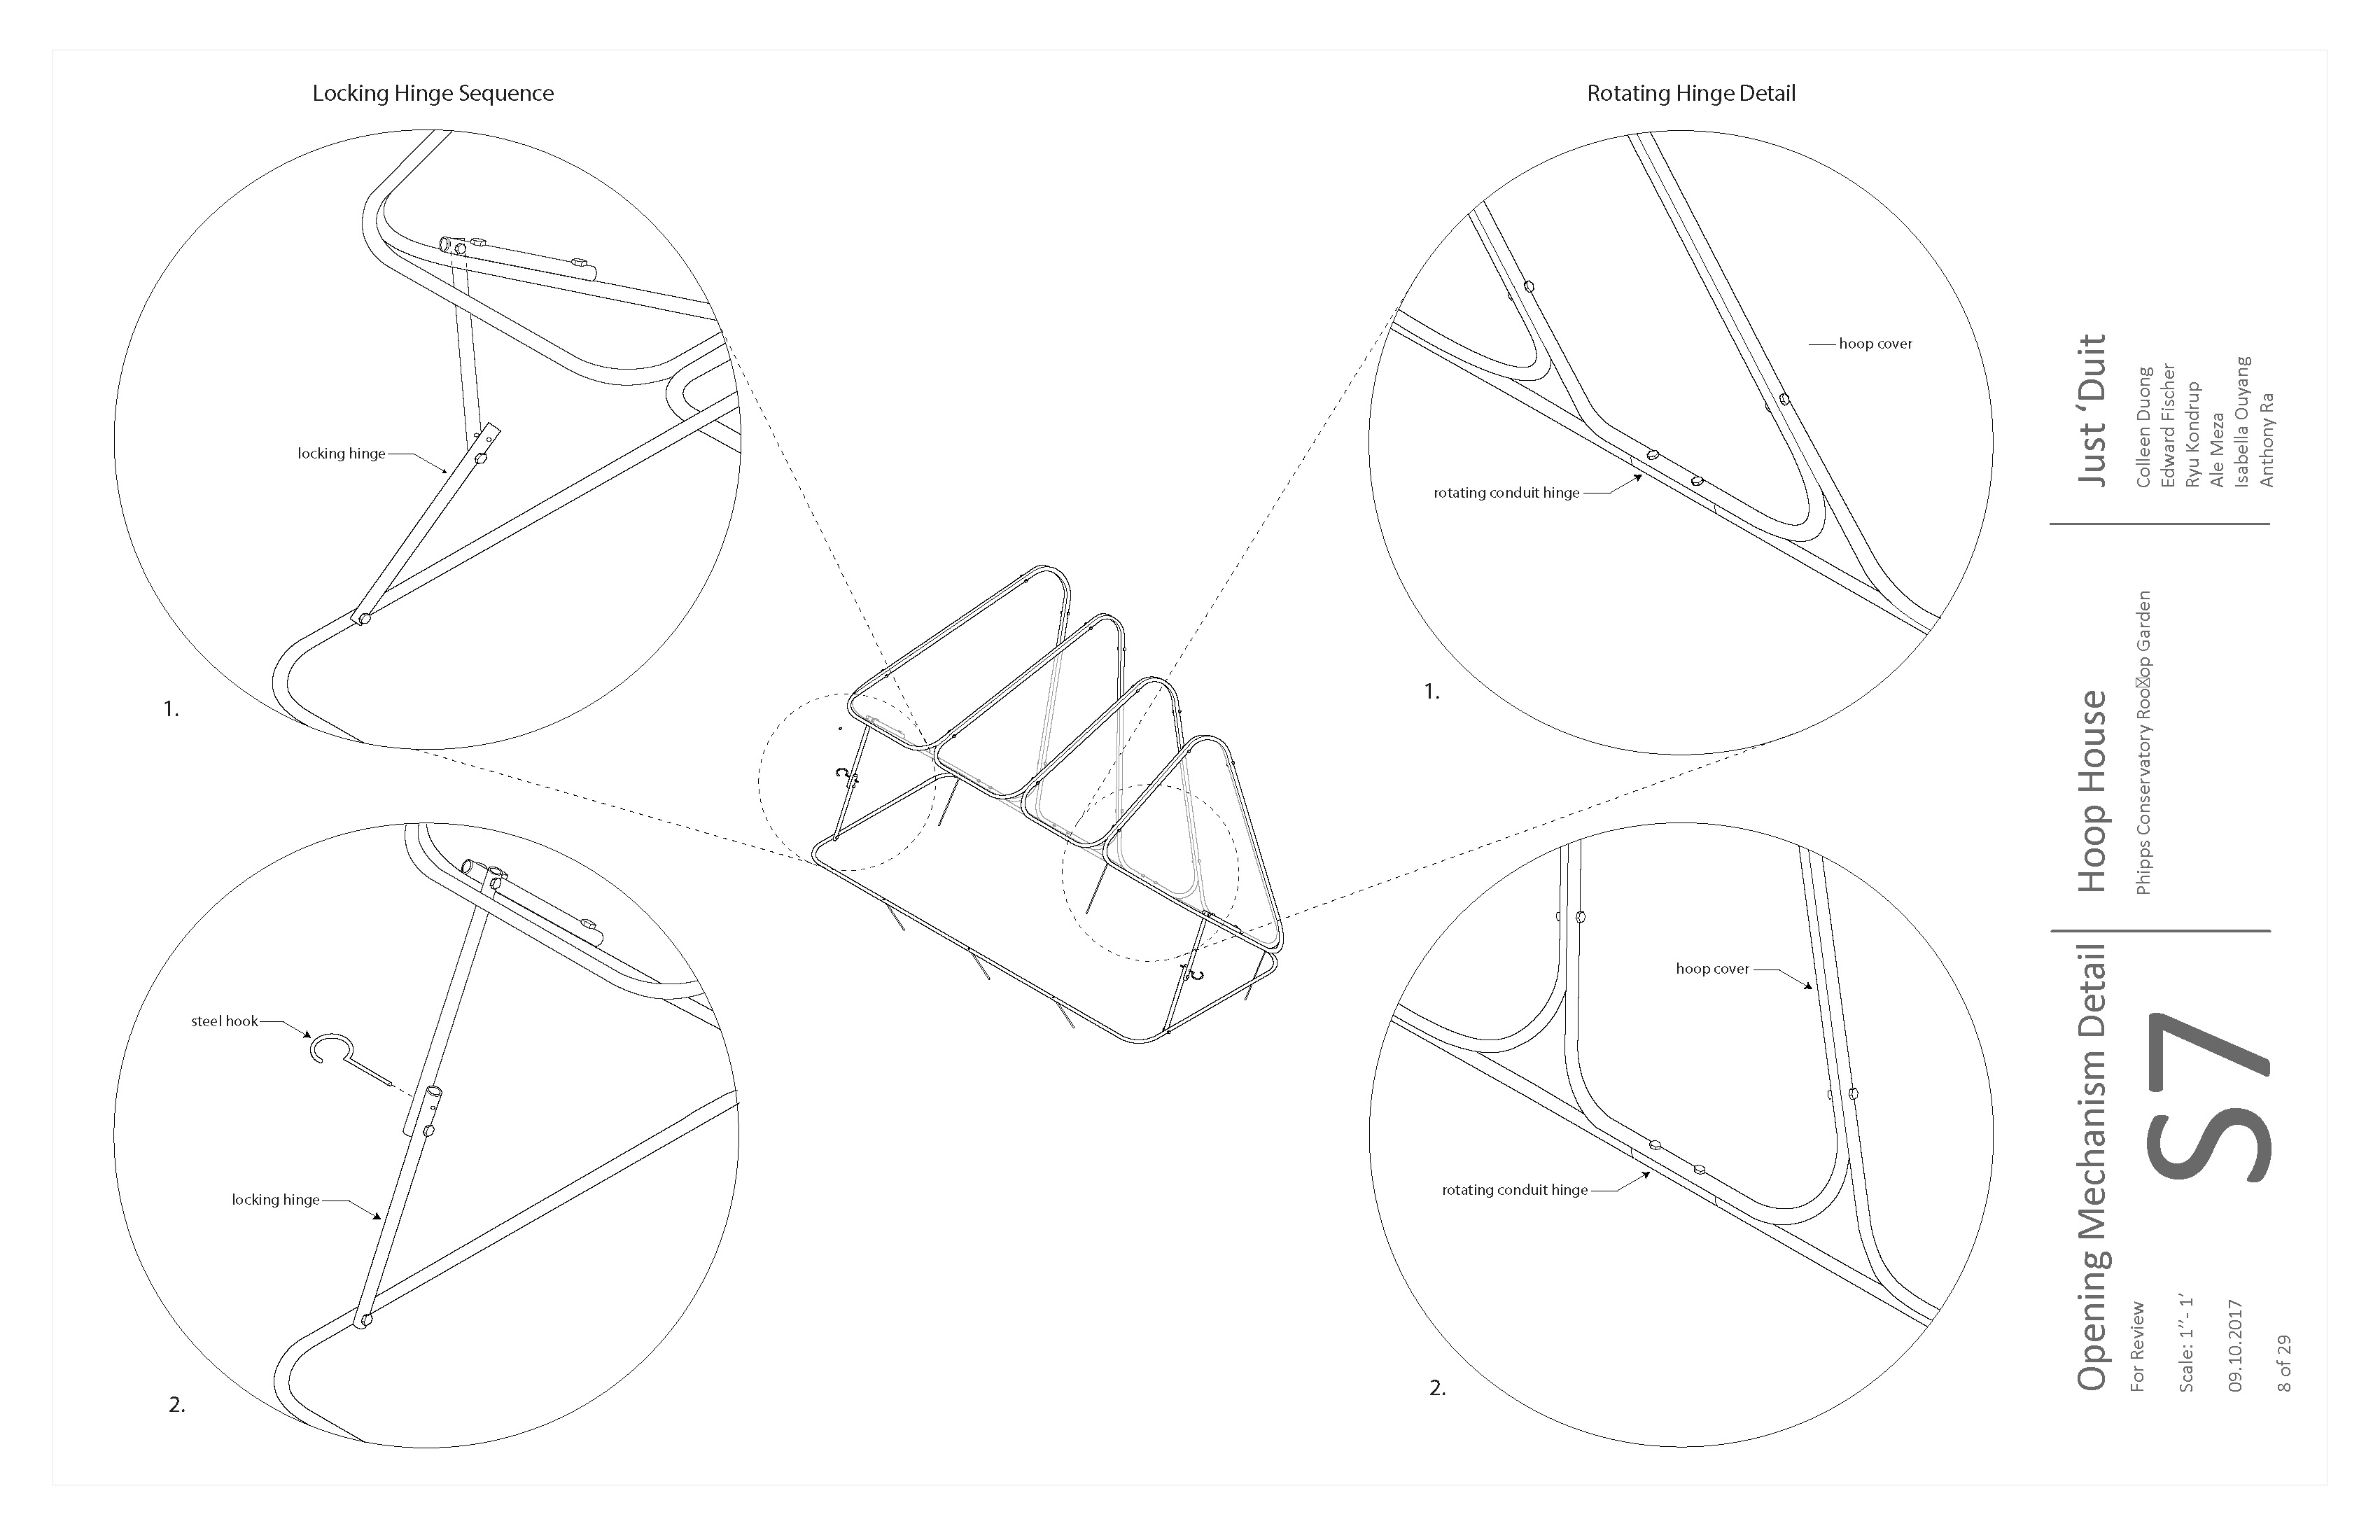 Locking Hinge Sequence
locking hinge
1.
steel hook
locking hinge
2.
Rotating Hinge Detail
hoop cover
rotating conduit hinge
1.
hoop cover
rotating conduit hinge
2.
Just ‘Duit
Colleen Duong
Edward Fischer
Ryu Kondrup
Ale Meza
Isabella Ouyang
Anthony Ra
Hoop House
Phipps Conservatory Roo☒op Garden
Opening Mechanism Detail
For Review
Scale: 1’’- 1’
09.10.2017
8 of 29
S7